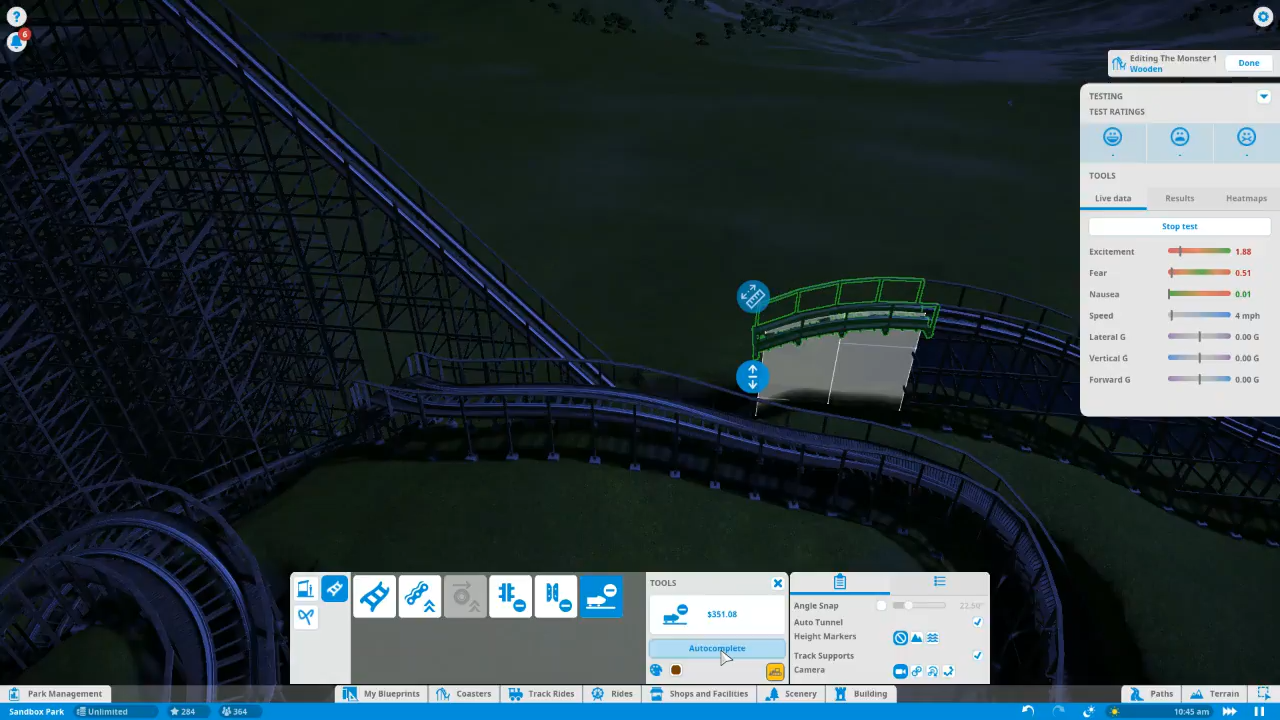 ?
6
Editing The Monster 1
Wooden
Done
TESTING
TEST RATINGS
- - -
TOOLS
Live data Results Heatmaps
Stop test
Excitement 1.88
Fear 0.51
Nausea 0.01
Speed 4 mph
Lateral G 0.00 G
Vertical G 0.00 G
Forward G 0.00 G
TOOLS
$351.08
Autocomplete
Angle Snap 22.50°
Auto Tunnel
Height Markers
Track Supports
Camera
Park Management My Blueprints Coasters Track Rides Rides Shops and Facilities Scenery Building Paths Terrain
Sandbox Park Unlimited 284 364 10:45 am